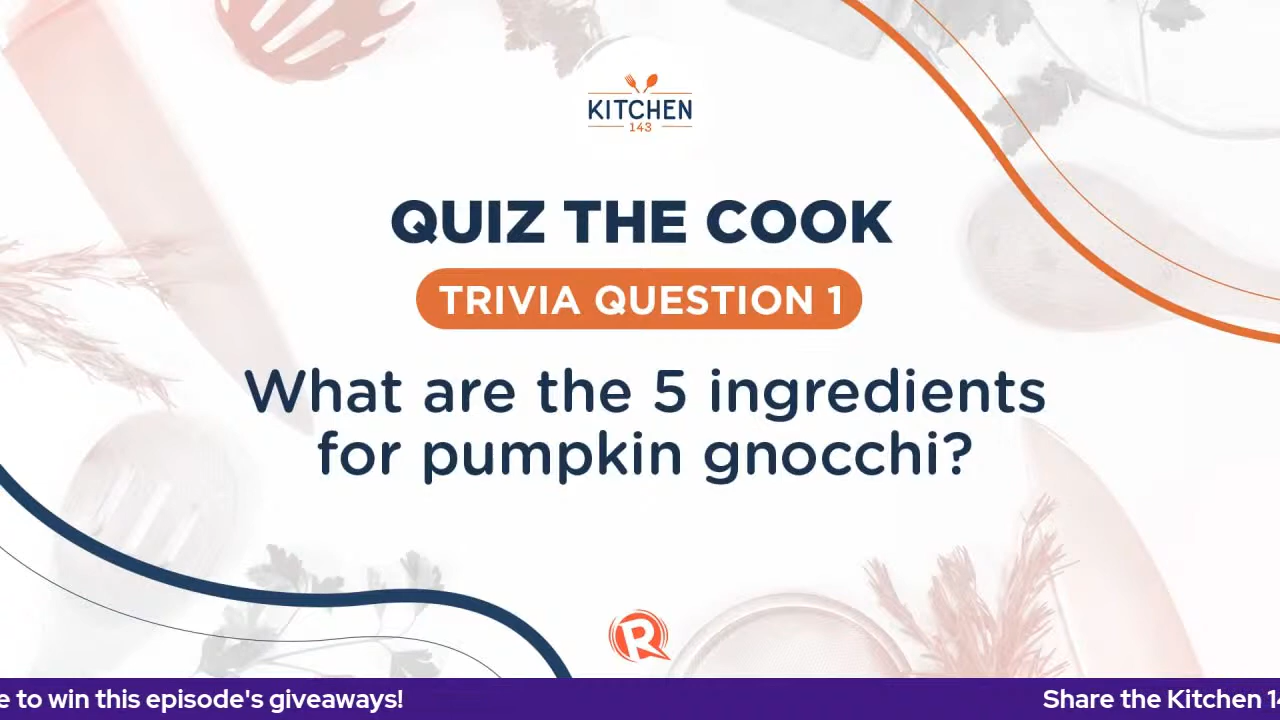 KITCHEN
143
QUIZ THE COOK
TRIVIA QUESTION 1
What are the 5 ingredients
for pumpkin gnocchi?
R
e to win this episode's giveaways!
Share the Kitchen 14